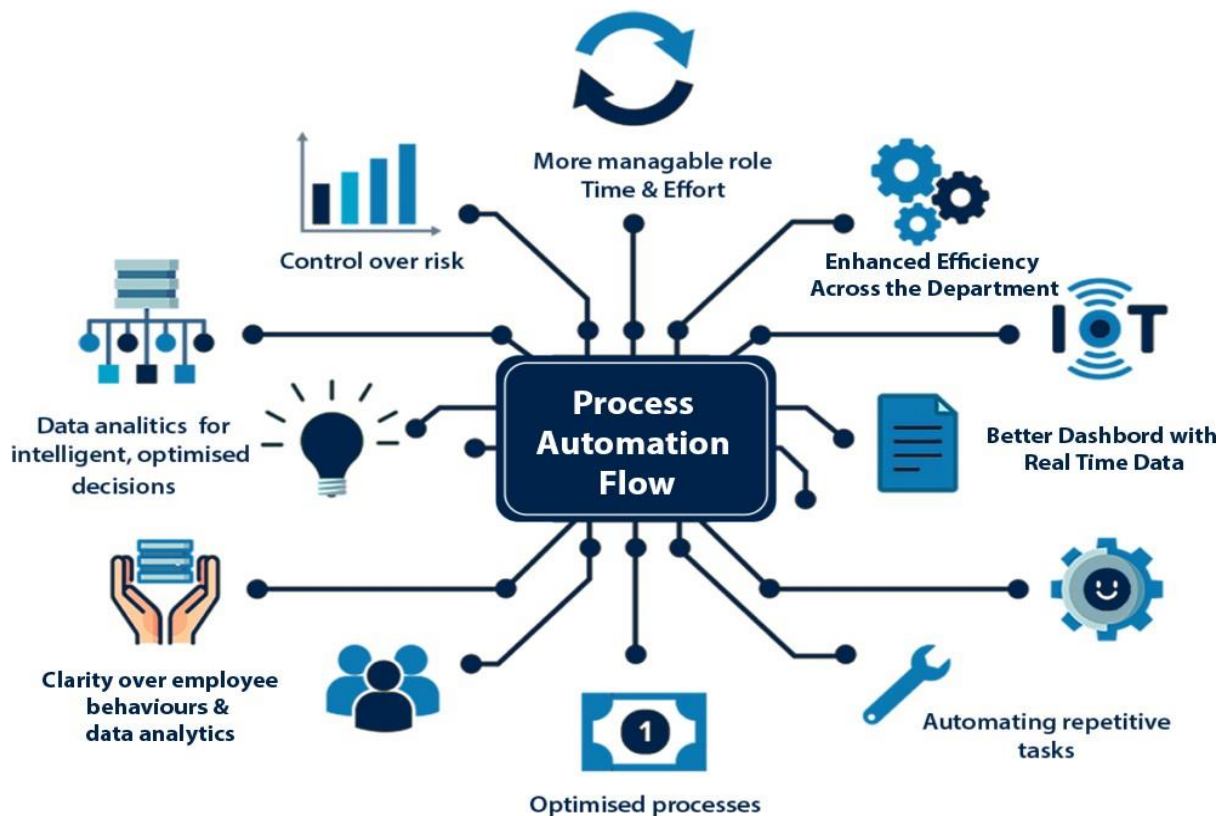 More managable role
Time & Effort
Control over risk
Enhanced Efficiency
Across the Department
IOT
Process
Automation
Flow
Data analitics for
intelligent, optimised
decisions
Better Dashbord with
Real Time Data
Clarity over employee
behaviours &
data analytics
1
Automating repetitive
tasks
Optimised processes